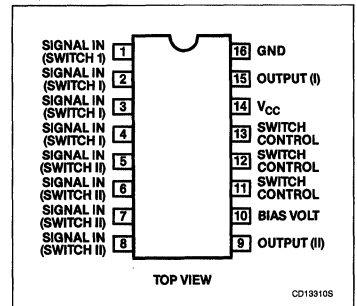 SIGNAL IN
(SWITCH 1) 1
SIGNAL IN
(SWITCH I) 2
SIGNAL IN
(SWITCH I) 3
SIGNAL IN
(SWITCH I) 4
SIGNAL IN
(SWITCH II) 5
SIGNAL IN
(SWITCH II) 6
SIGNAL IN
(SWITCH II) 7
SIGNAL IN
(SWITCH II) 8
16 GND
15 OUTPUT (I)
14 VCC
13 SWITCH
CONTROL
12 SWITCH
CONTROL
11 SWITCH
CONTROL
10 BIAS VOLT
9 OUTPUT (II)
TOP VIEW
CD13310S